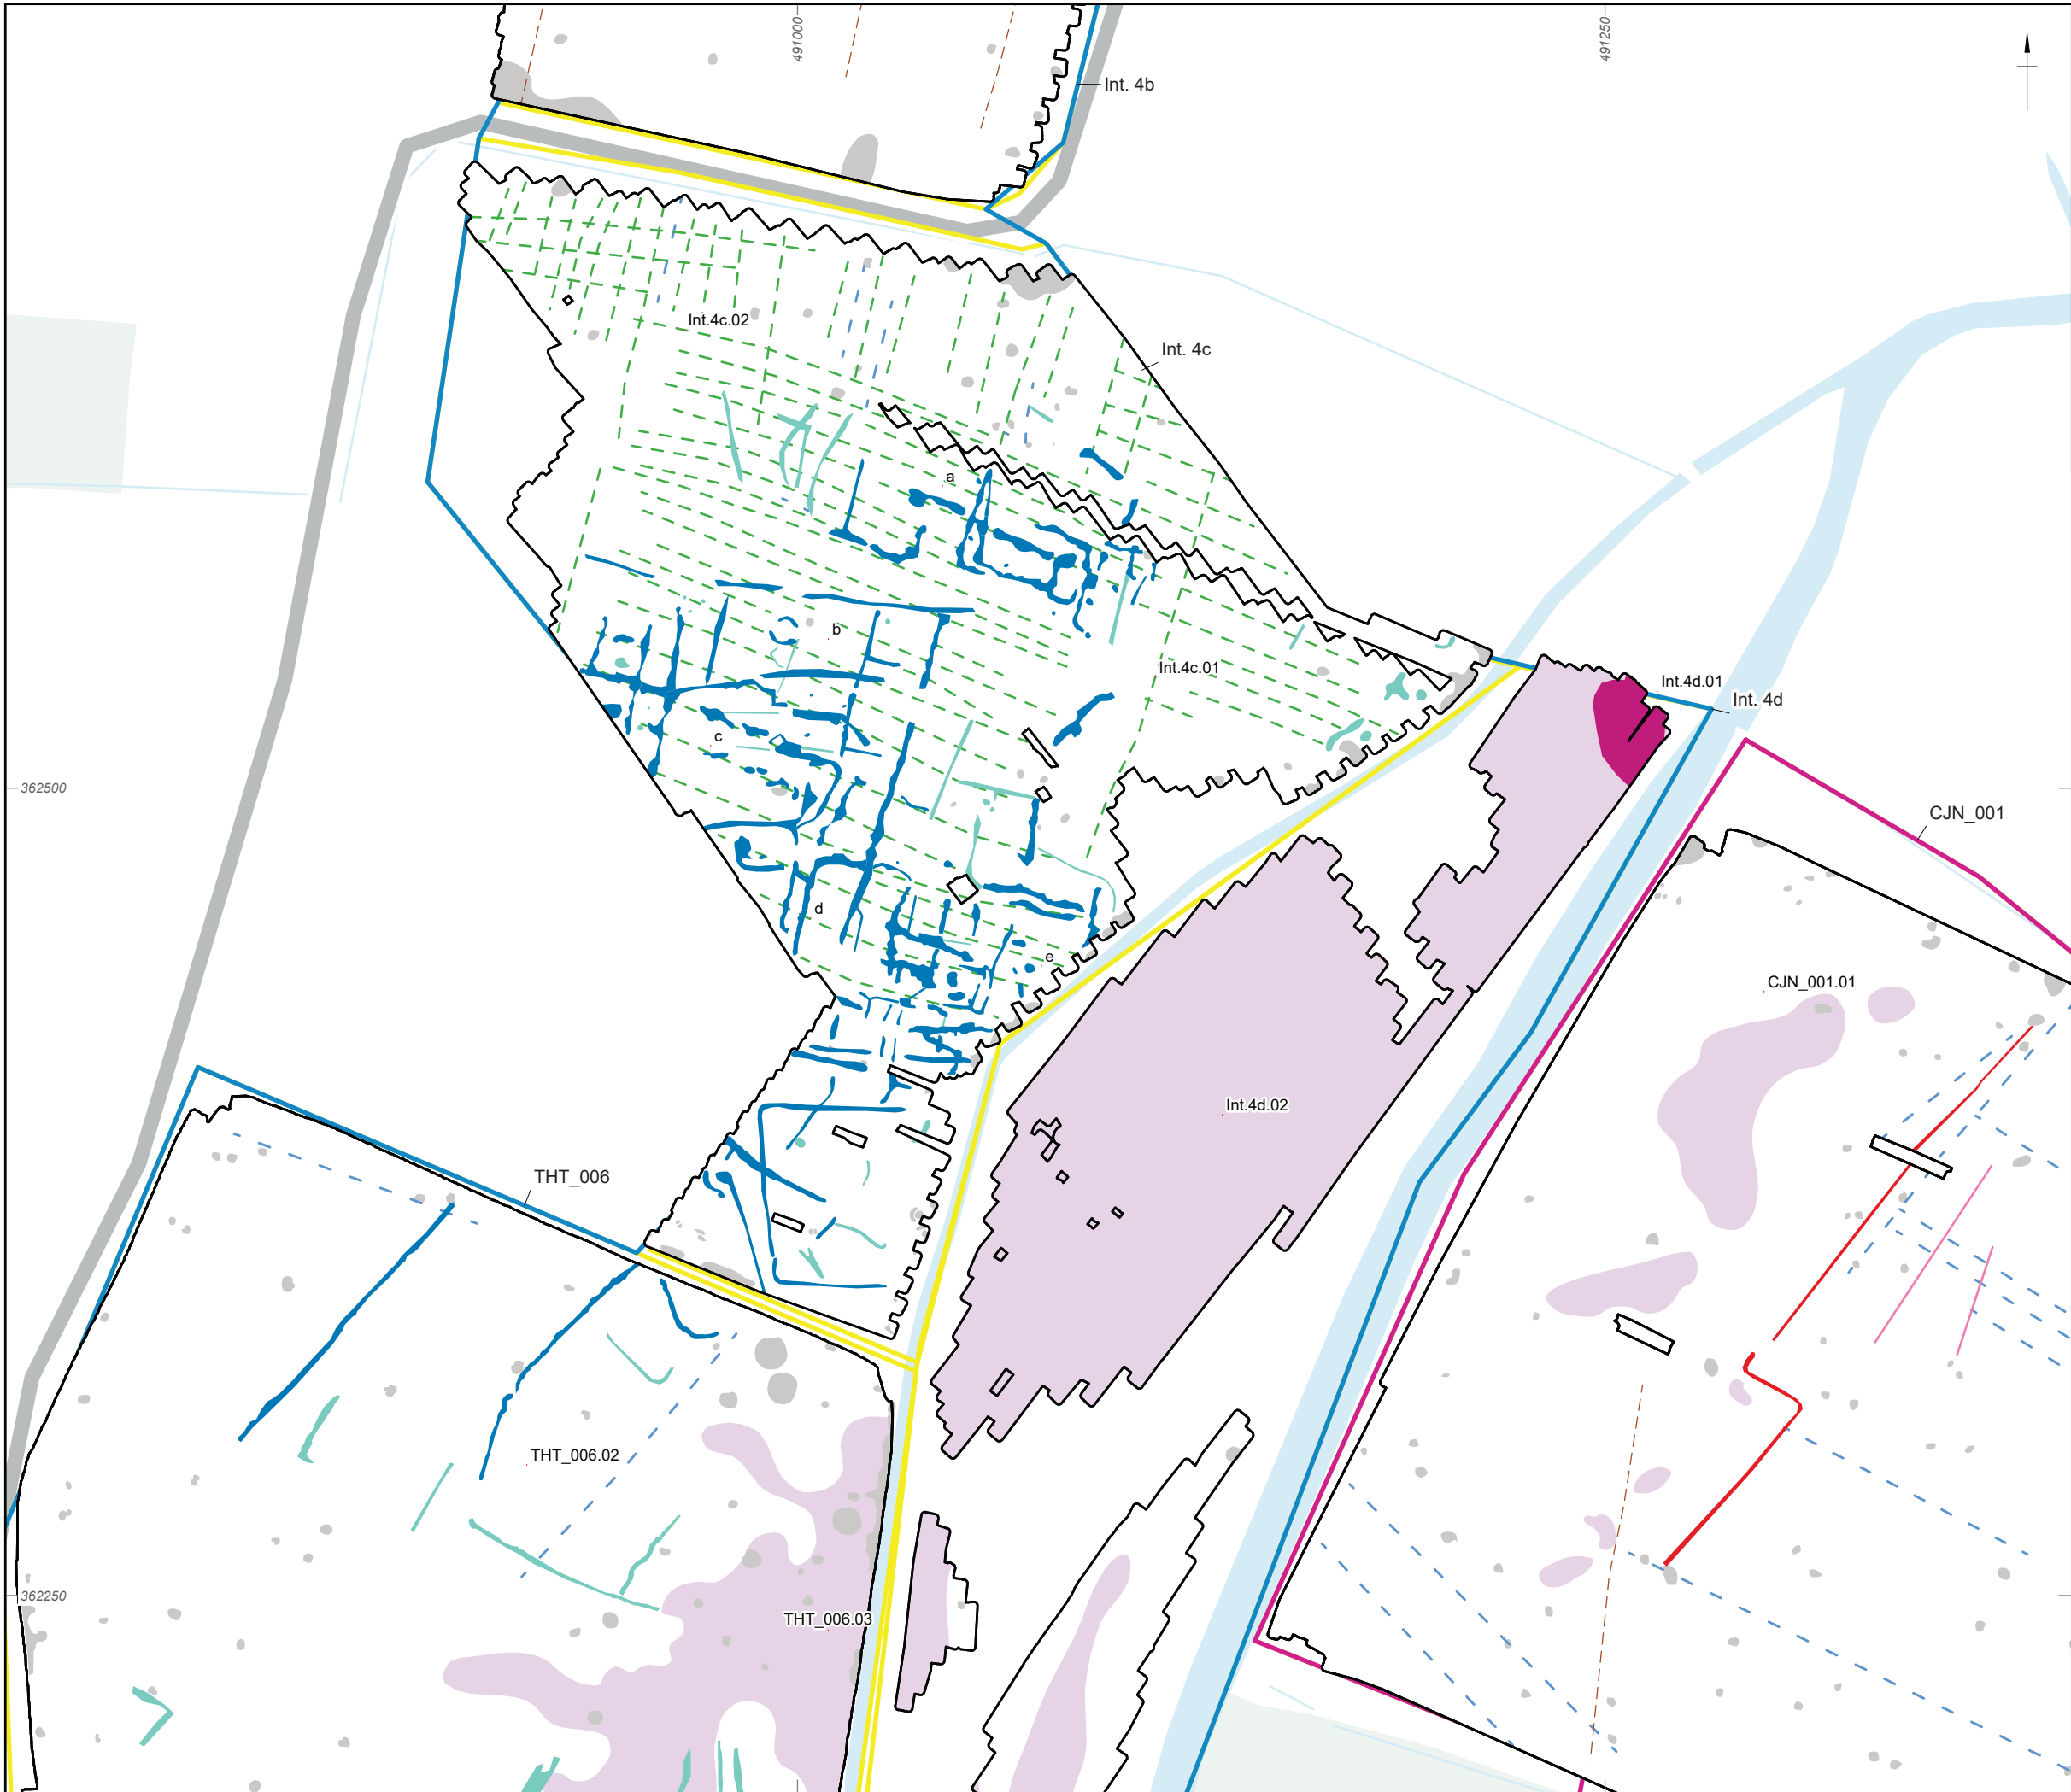 491000
491250
Int. 4b
Int.4c.02
Int. 4c
a
b
Int.4c.01
Int.4d.01
Int. 4d
c
362500
CJN_001
d
e
CJN_001.01
Int.4d.02
THT_006
THT_006.02
362250
THT_006.03